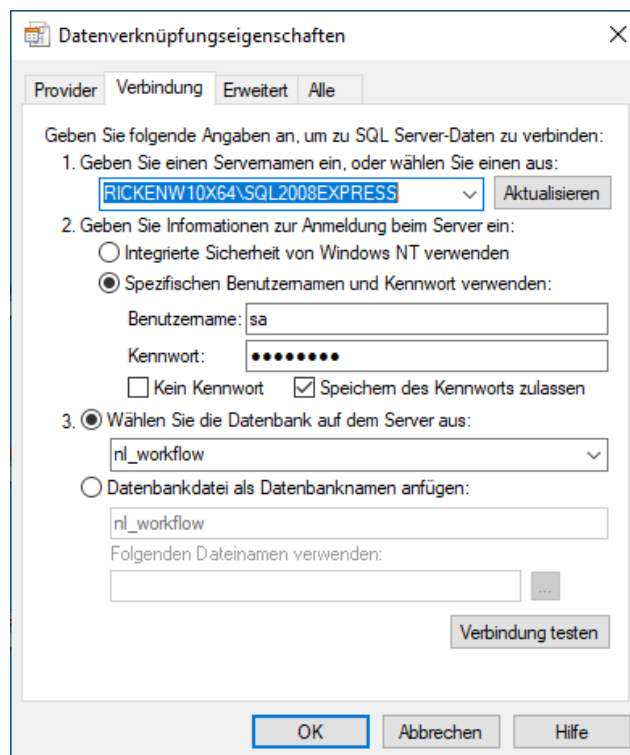 Datenverknüpfungseigenschaften
Provider Verbindung Erweitert Alle
Geben Sie folgende Angaben an, um zu SQL Server-Daten zu verbinden:
1. Geben Sie einen Servernamen ein, oder wählen Sie einen aus:
RICKENW10X64\SQL2008EXPRESS Aktualisieren
2. Geben Sie Informationen zur Anmeldung beim Server ein:
Integrierte Sicherheit von Windows NT verwenden
Spezifischen Benutzernamen und Kennwort verwenden:
Benutzername: sa
Kennwort: ●●●●●●●●
Kein Kennwort Speichern des Kennworts zulassen
3. Wählen Sie die Datenbank auf dem Server aus:
nl_workflow
Datenbankdatei als Datenbanknamen anfügen:
nl_workflow
Folgenden Dateinamen verwenden:
...
Verbindung testen
OK Abbrechen Hilfe